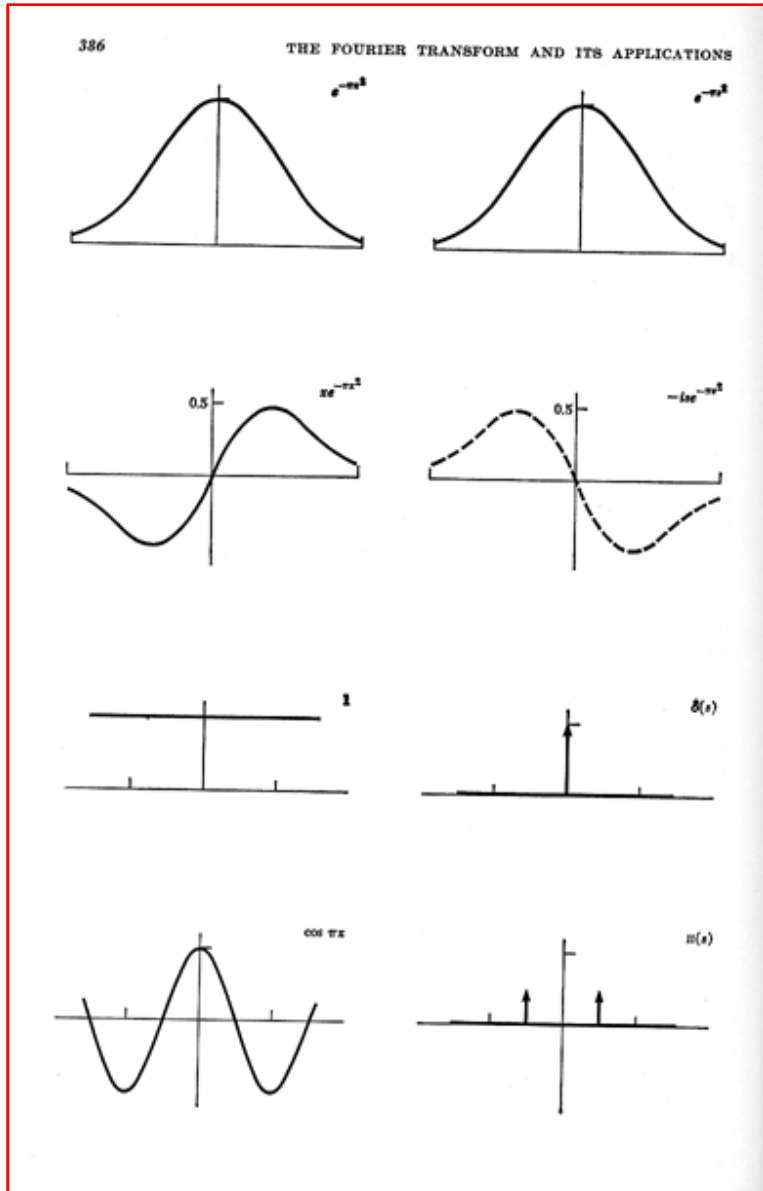 386 THE FOURIER TRANSFORM AND ITS APPLICATIONS
e^{-πx²} e^{-πs²}
xe^{-πx²} -ise^{-πs²}
0.5 0.5
1 δ(s)
cos πx II(s)